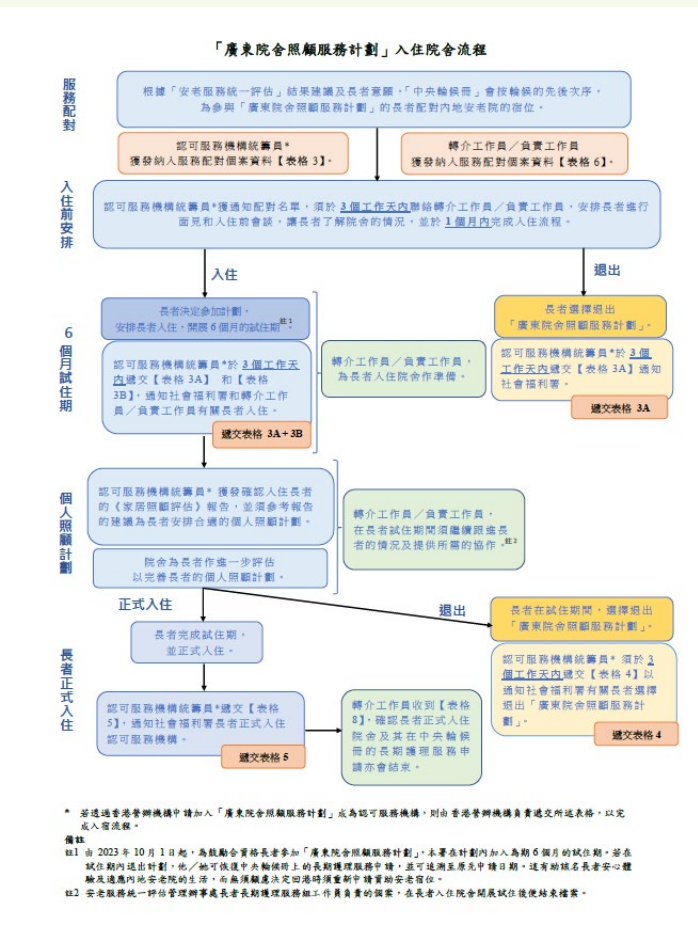 「廣東院舍照顧服務計劃」入住院舍流程
服務配對
根據「安老服務統一評估」結果建議及長者意願，「中央輪候冊」會按輪候的先後次序，
為參與「廣東院舍照顧服務計劃」的長者配對內地安老院的宿位。
認可服務機構統籌員*
獲發納入服務配對個案資料【表格 3】。
轉介工作員／負責工作員
獲發納入服務配對個案資料【表格 6】。
入住前安排
認可服務機構統籌員*獲通知配對名單，須於 3 個工作天內聯絡轉介工作員／負責工作員，安排長者進行
面見和入住前會談，讓長者了解院舍的情況，並於 1 個月內完成入住流程。
入住
退出
6個月試住期
長者決定參加計劃，
安排長者入住，開展 6 個月的試住期註1。
認可服務機構統籌員*於 3 個工作天
內遞交【表格 3A】 和【表格
3B】，通知社會福利署和轉介工作
員／負責工作員有關長者入住。
遞交表格 3A+3B
轉介工作員／負責工作員，
為長者入住院舍作準備。
長者選擇退出
「廣東院舍照顧服務計劃」。
認可服務機構統籌員*於 3 個
工作天內遞交【表格 3A】通知
社會福利署。
遞交表格 3A
個人照顧計劃
認可服務機構統籌員* 獲發確認入住長者
的《家居照顧評估》報告，並須參考報告
的建議為長者安排合適的個人照顧計劃。
院舍為長者作進一步評估
以完善長者的個人照顧計劃。
轉介工作員／負責工作員，
在長者試住期間須繼續跟進長
者的情況及提供所需的協作。註2
正式入住
退出
長者正式入住
長者完成試住期，
並正式入住。
認可服務機構統籌員*遞交【表格
5】，通知社會福利署長者正式入住
認可服務機構。
遞交表格 5
轉介工作員收到【表格
8】，確認長者正式入住
院舍及其在中央輪候
冊的長期護理服務申
請亦會結束。
長者在試住期間，選擇退出
「廣東院舍照顧服務計劃」。
認可服務機構統籌員* 須於 3
個工作天內遞交【表格 4】以
通知社會福利署有關長者選擇
退出「廣東院舍照顧服務計
劃」。
遞交表格 4
* 若透過香港營辦機構申請加入「廣東院舍照顧服務計劃」成為認可服務機構，則由香港營辦機構負責遞交所述表格，以完
成入宿流程。
備註
註1 由 2023 年 10 月 1 日起，為鼓勵合資格長者參加「廣東院舍照顧服務計劃」，本署在計劃內加入為期 6 個月的試住期。若在
試住期內退出計劃，他／她可恢復中央輪候冊上的長期護理服務申請，並可追溯至原先申請日期。這有助該名長者安心體
驗及適應內地安老院的生活，而無須顧慮決定回港時須重新申請資助安老宿位。
註2 安老服務統一評估管理辦事處長者長期護理服務組工作員負責的個案，在長者入住院舍開展試住後便結束檔案。